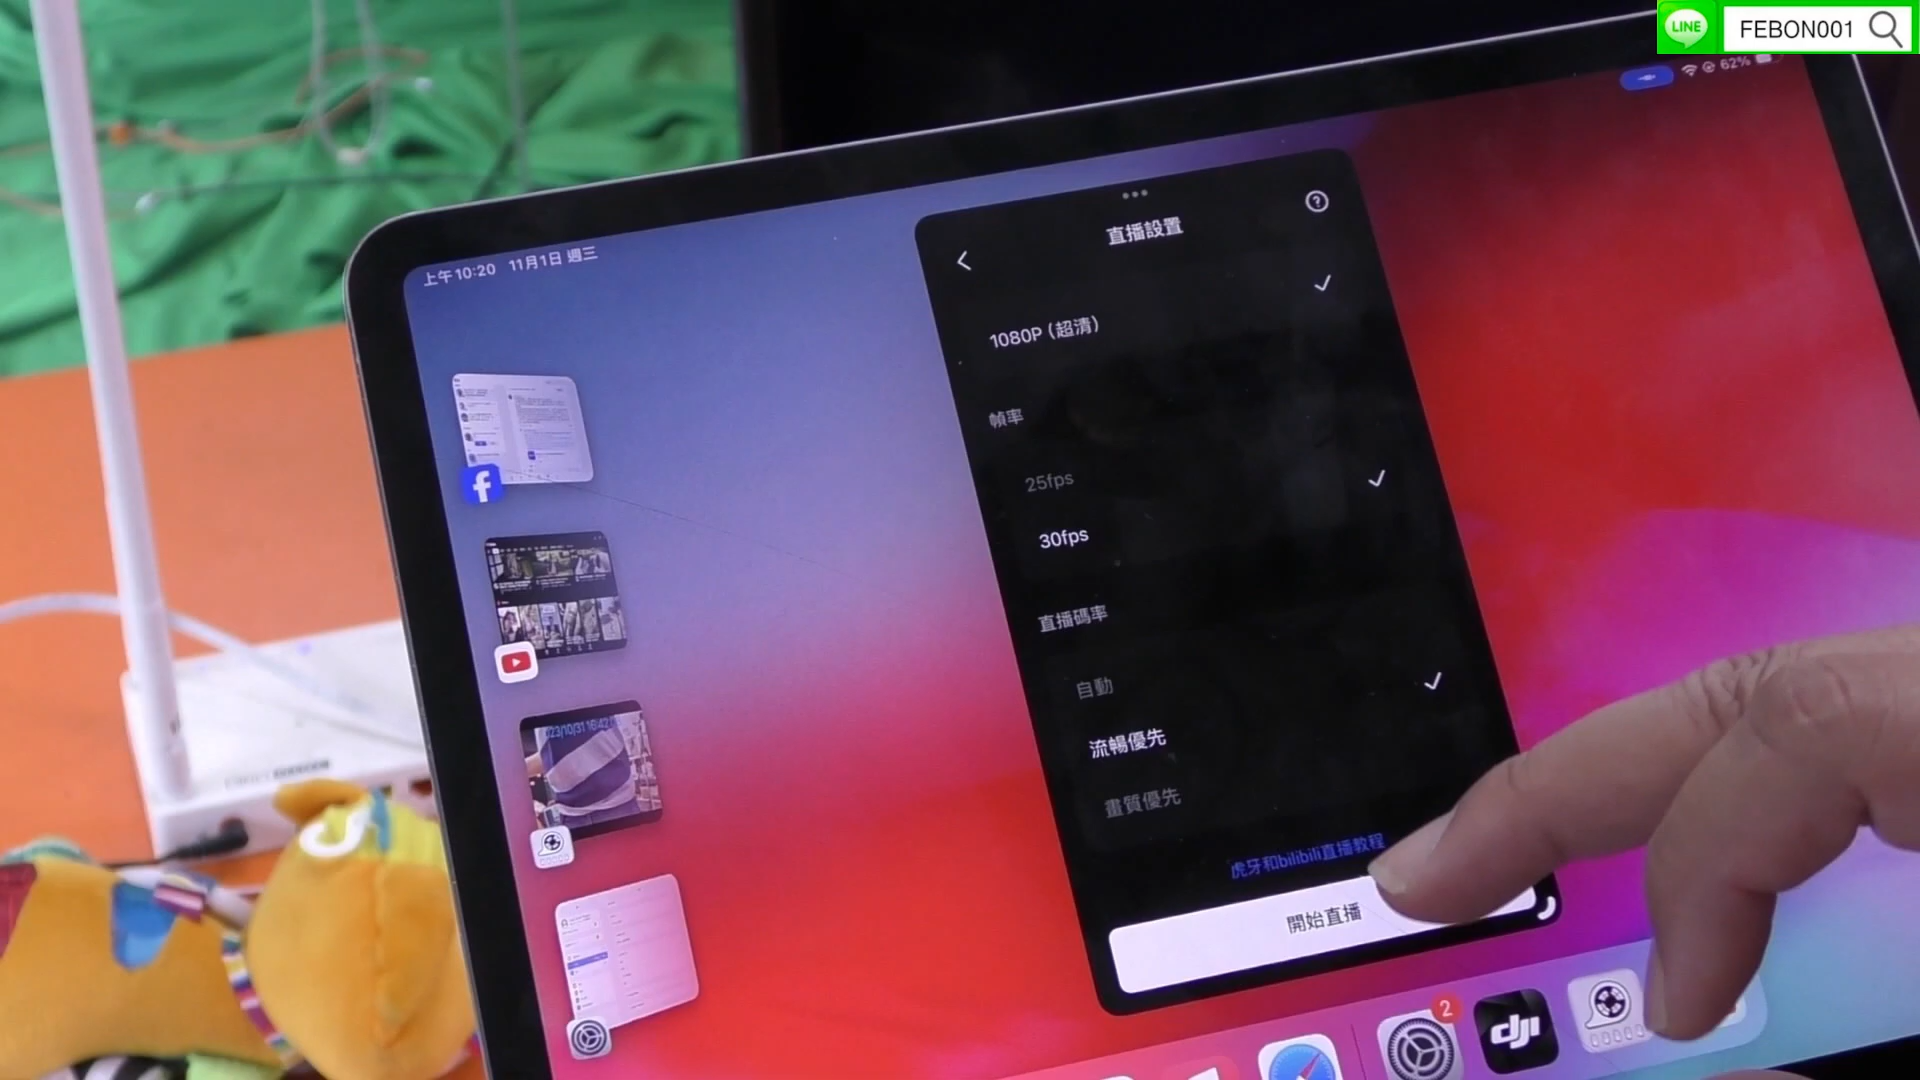 LINE
FEBON001
62%
上午10:20 11月1日 週三
直播設置
1080P (超清)
幀率
25fps
30fps
直播碼率
自動
流暢優先
畫質優先
虎牙和bilibili直播教程
開始直播
2
dji